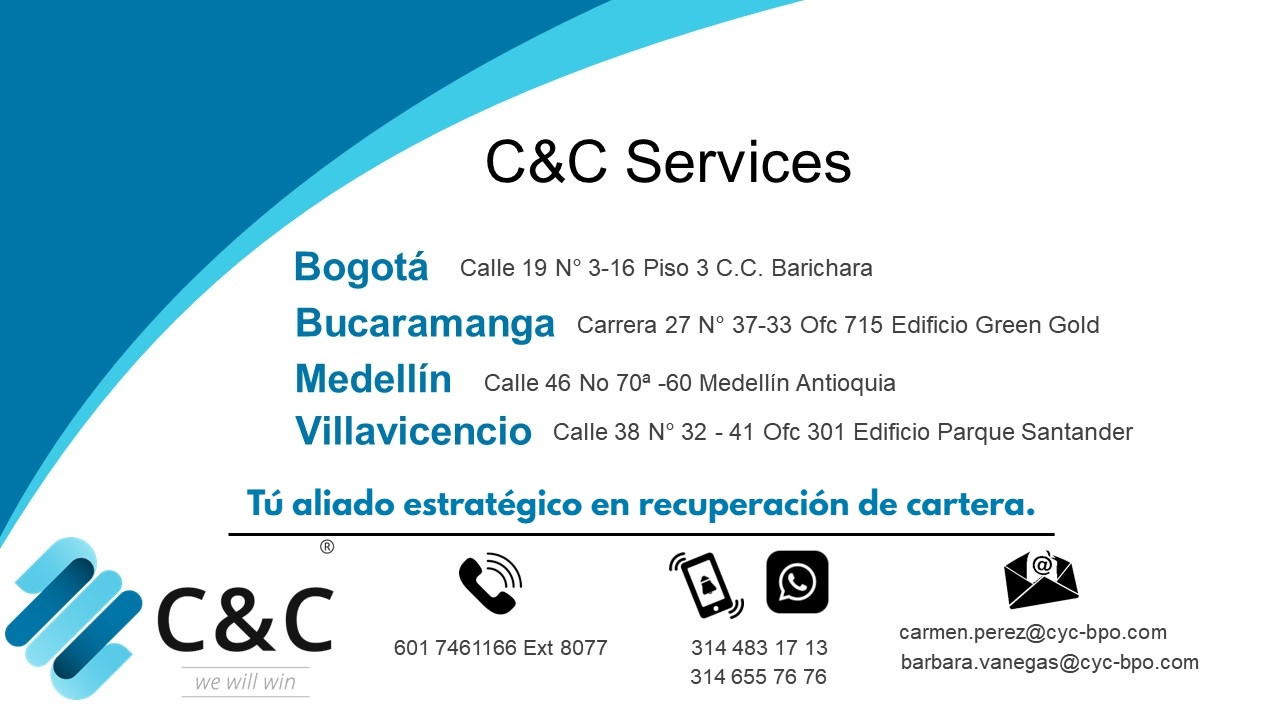 C&C Services
Bogotá Calle 19 N° 3-16 Piso 3 C.C. Barichara
Bucaramanga Carrera 27 N° 37-33 Ofc 715 Edificio Green Gold
Medellín Calle 46 No 70ª -60 Medellín Antioquia
Villavicencio Calle 38 N° 32 - 41 Ofc 301 Edificio Parque Santander
Tú aliado estratégico en recuperación de cartera.
®
C&C
we will win
601 7461166 Ext 8077
314 483 17 13
314 655 76 76
@
carmen.perez@cyc-bpo.com
barbara.vanegas@cyc-bpo.com